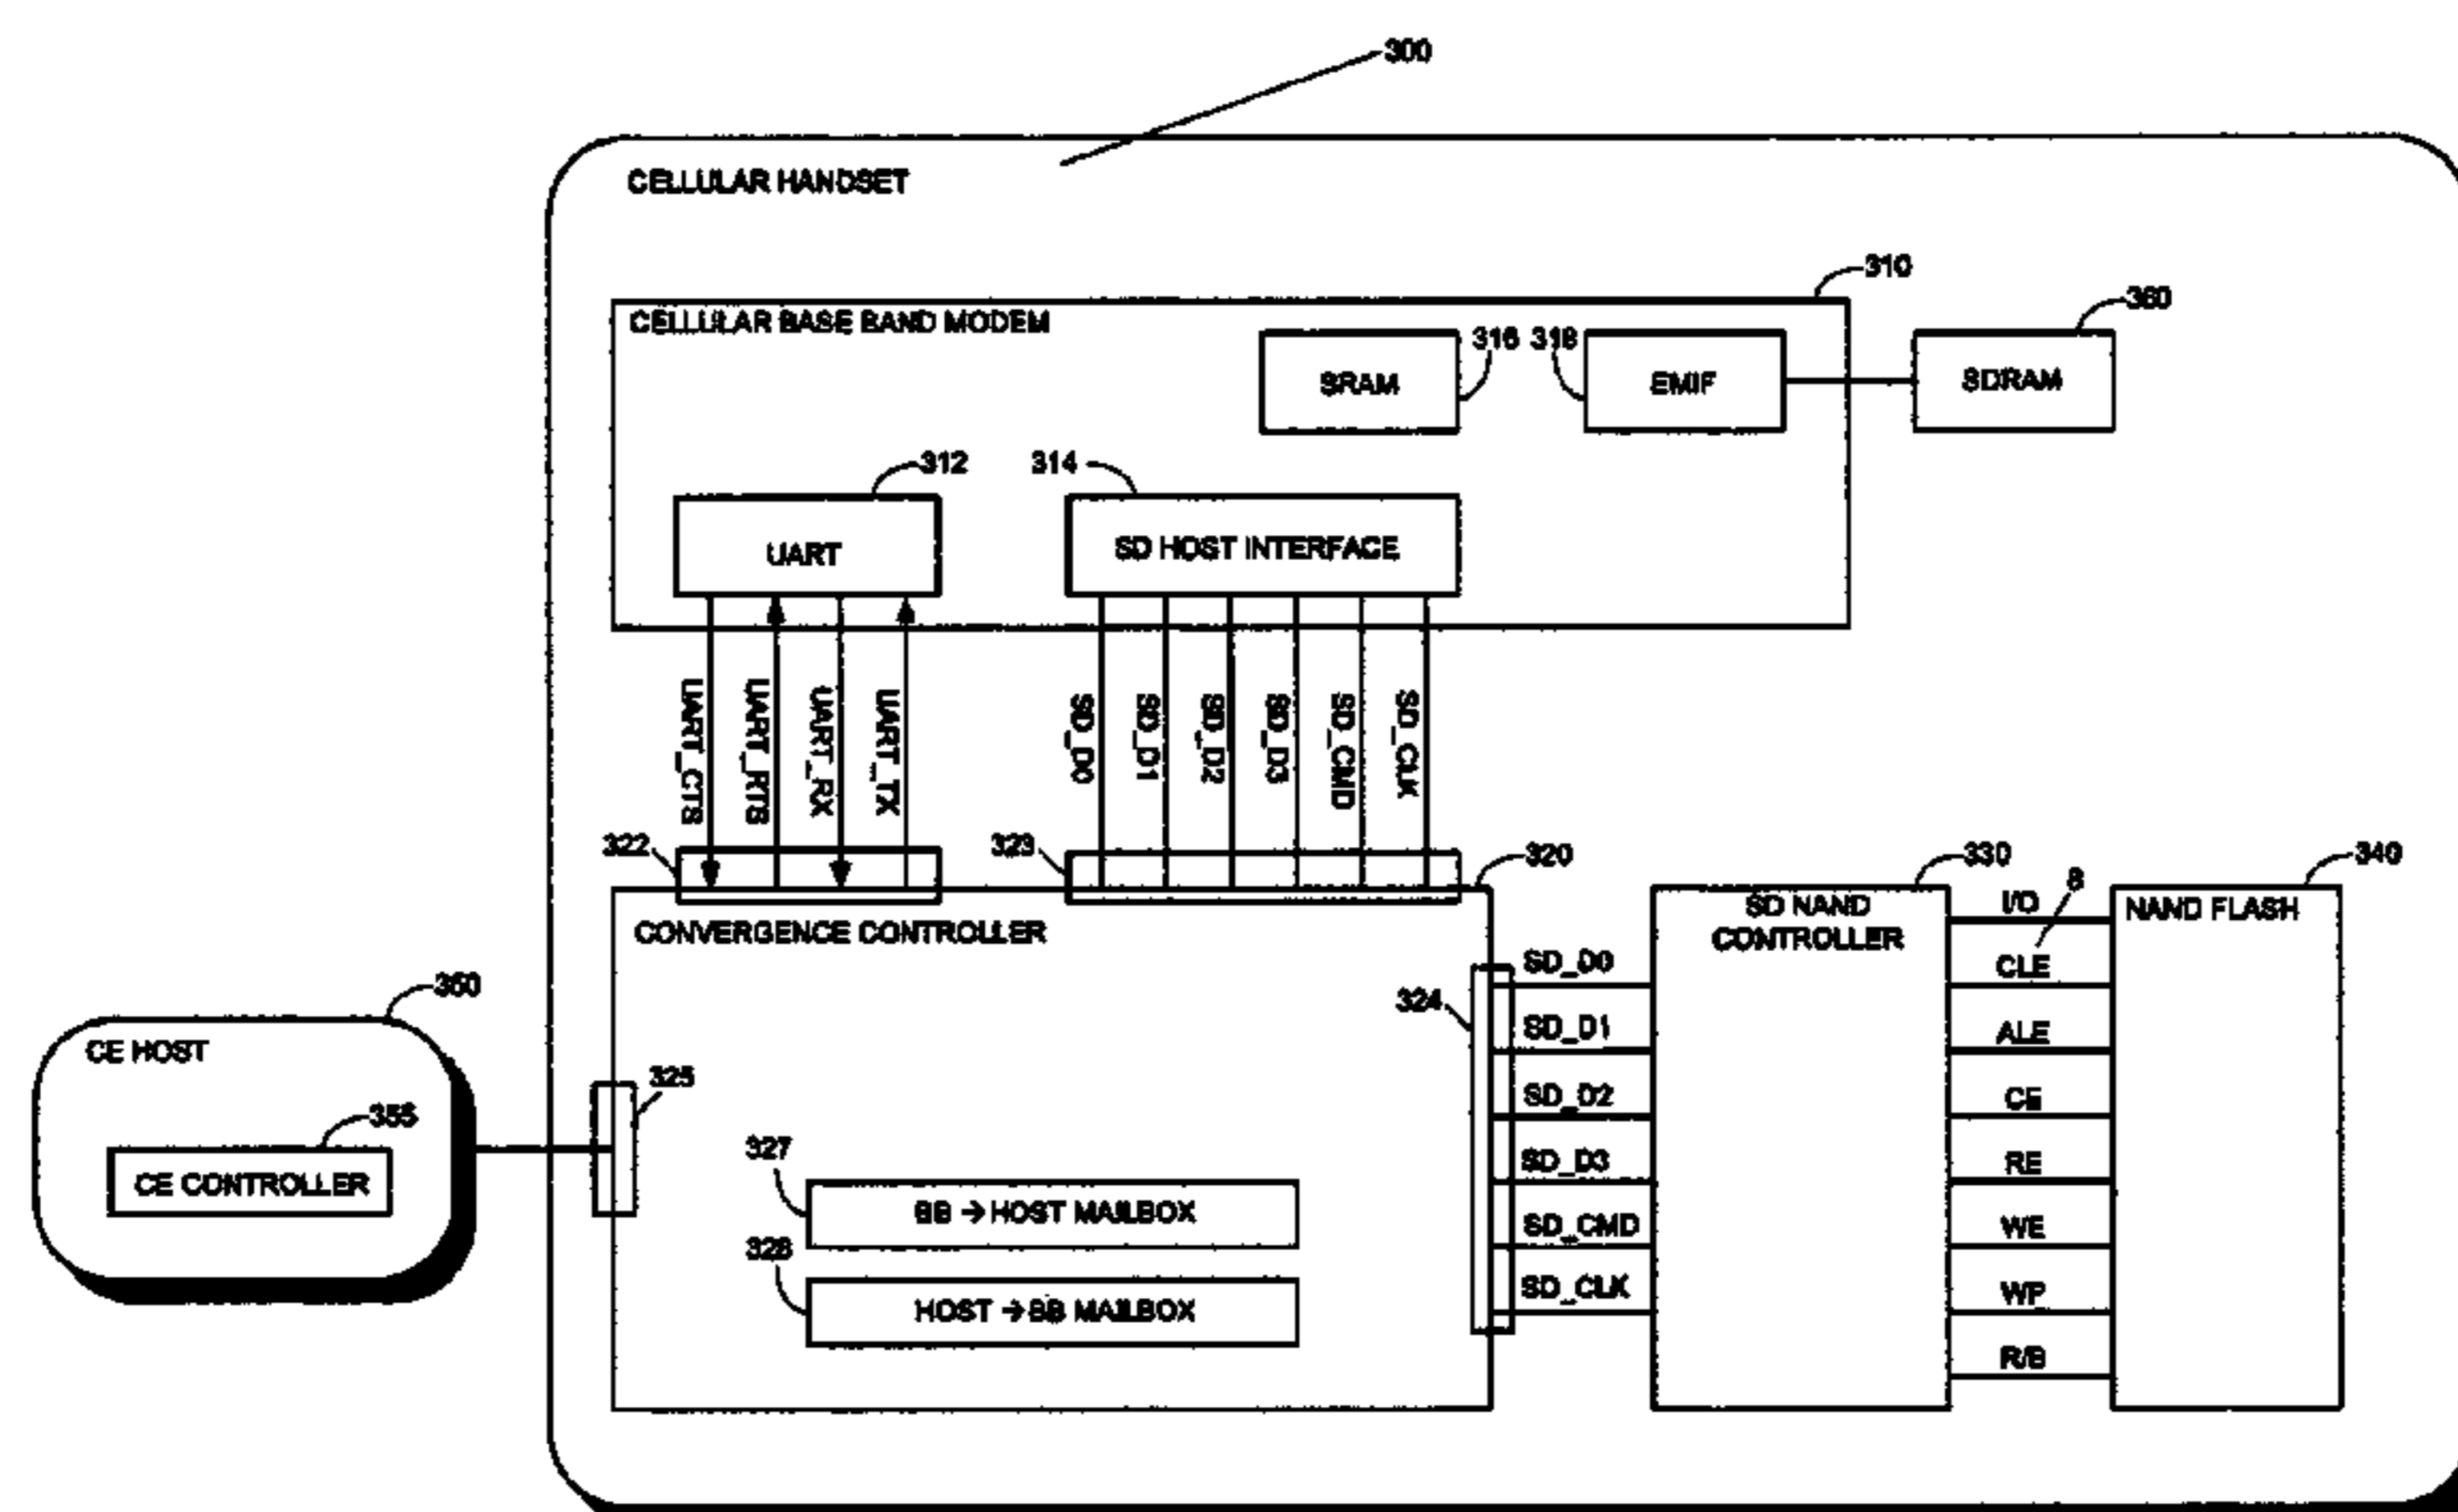 300
CELLULAR HANDSET
310
CELLULAR BASE BAND MODEM
360
316
318
SRAM
EMIF
SDRAM
312
314
UART
SD HOST INTERFACE
UART_CTS
UART_RTS
UART_RX
UART_TX
SD_D0
SD_D1
SD_D2
SD_D3
SD_CMD
SD_CLK
322
323
320
330
340
CONVERGENCE CONTROLLER
SD NAND
CONTROLLER
I/O
8
NAND FLASH
CLE
ALE
CE
RE
WE
WP
R/B
324
SD_D0
SD_D1
SD_D2
SD_D3
SD_CMD
SD_CLK
350
CE HOST
355
CE CONTROLLER
325
327
BB → HOST MAILBOX
328
HOST → BB MAILBOX